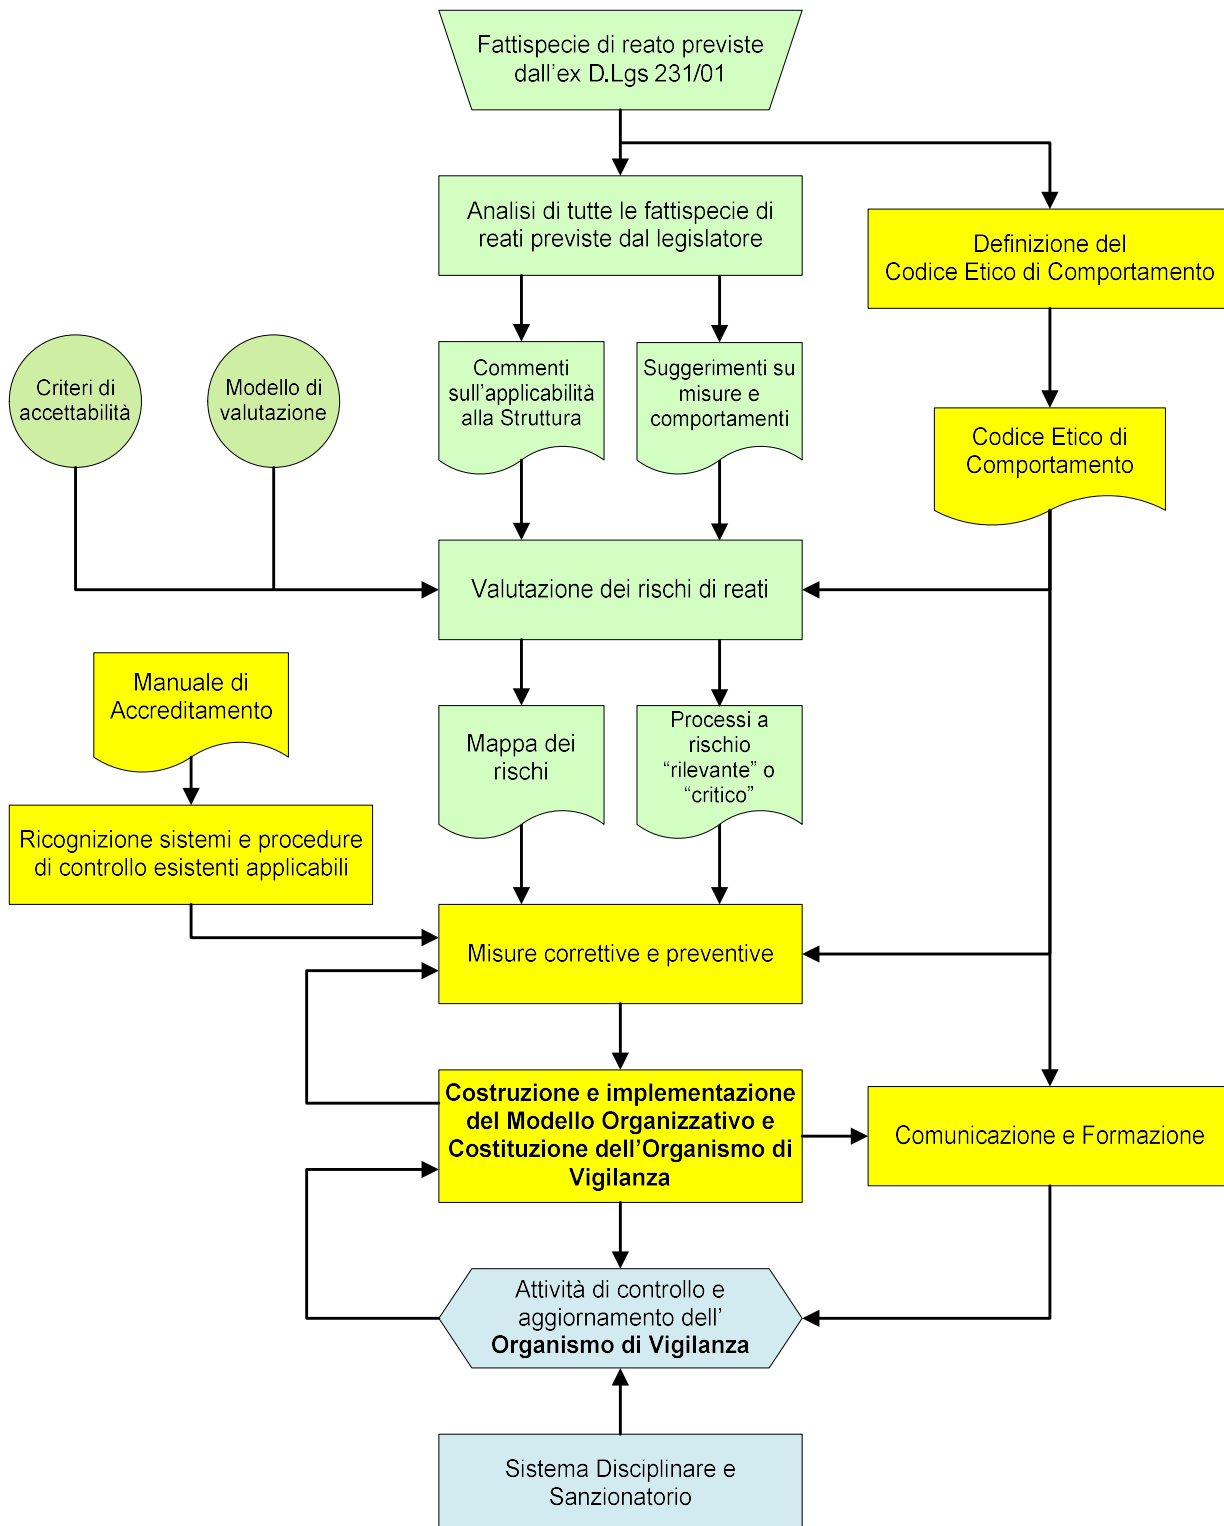 Fattispecie di reato previste
dall’ex D.Lgs 231/01
Analisi di tutte le fattispecie di
reati previste dal legislatore
Definizione del
Codice Etico di Comportamento
Criteri di
accettabilità
Modello di
valutazione
Commenti
sull’applicabilità
alla Struttura
Suggerimenti su
misure e
comportamenti
Codice Etico di
Comportamento
Valutazione dei rischi di reati
Manuale di
Accreditamento
Mappa dei
rischi
Processi a
rischio
“rilevante” o
“critico”
Ricognizione sistemi e procedure
di controllo esistenti applicabili
Misure correttive e preventive
Costruzione e implementazione
del Modello Organizzativo e
Costituzione dell’Organismo di
Vigilanza
Comunicazione e Formazione
Attività di controllo e
aggiornamento dell’
Organismo di Vigilanza
Sistema Disciplinare e
Sanzionatorio